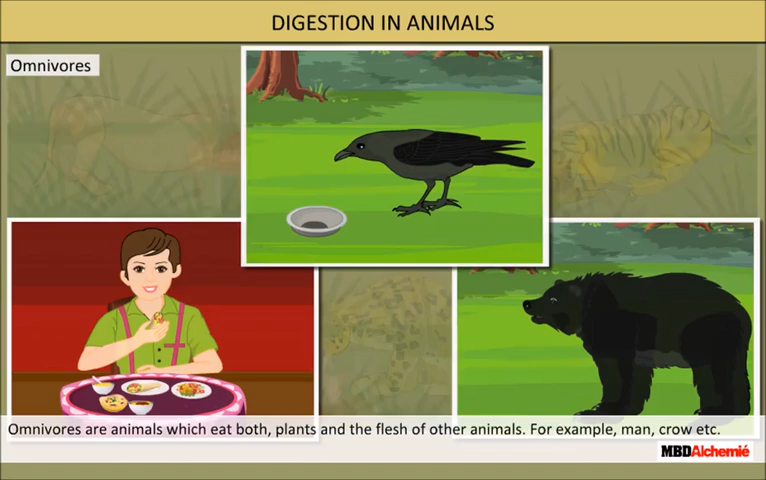 DIGESTION IN ANIMALS
Omnivores
Omnivores are animals which eat both, plants and the flesh of other animals. For example, man, crow etc.
MBDAlchemié